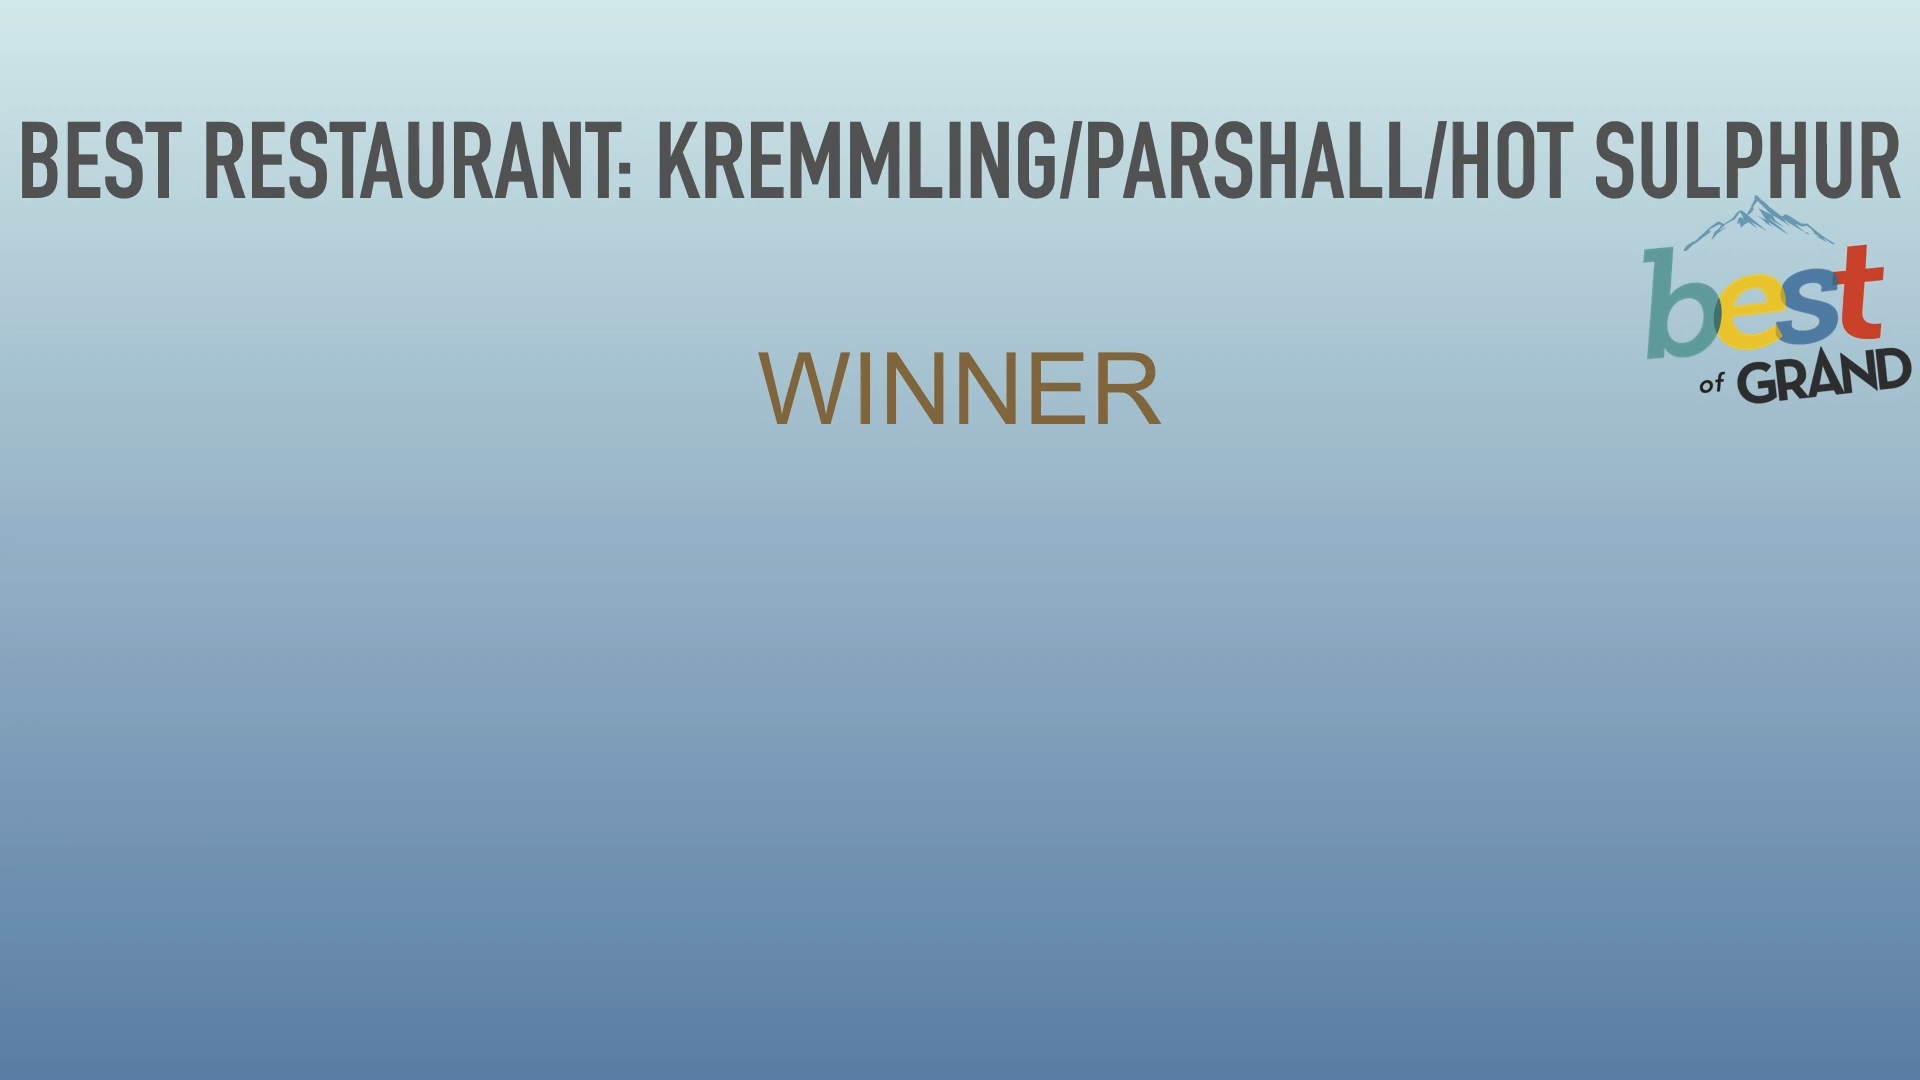 BEST RESTAURANT: KREMMLING/PARSHALL/HOT SULPHUR
best
of GRAND
WINNER